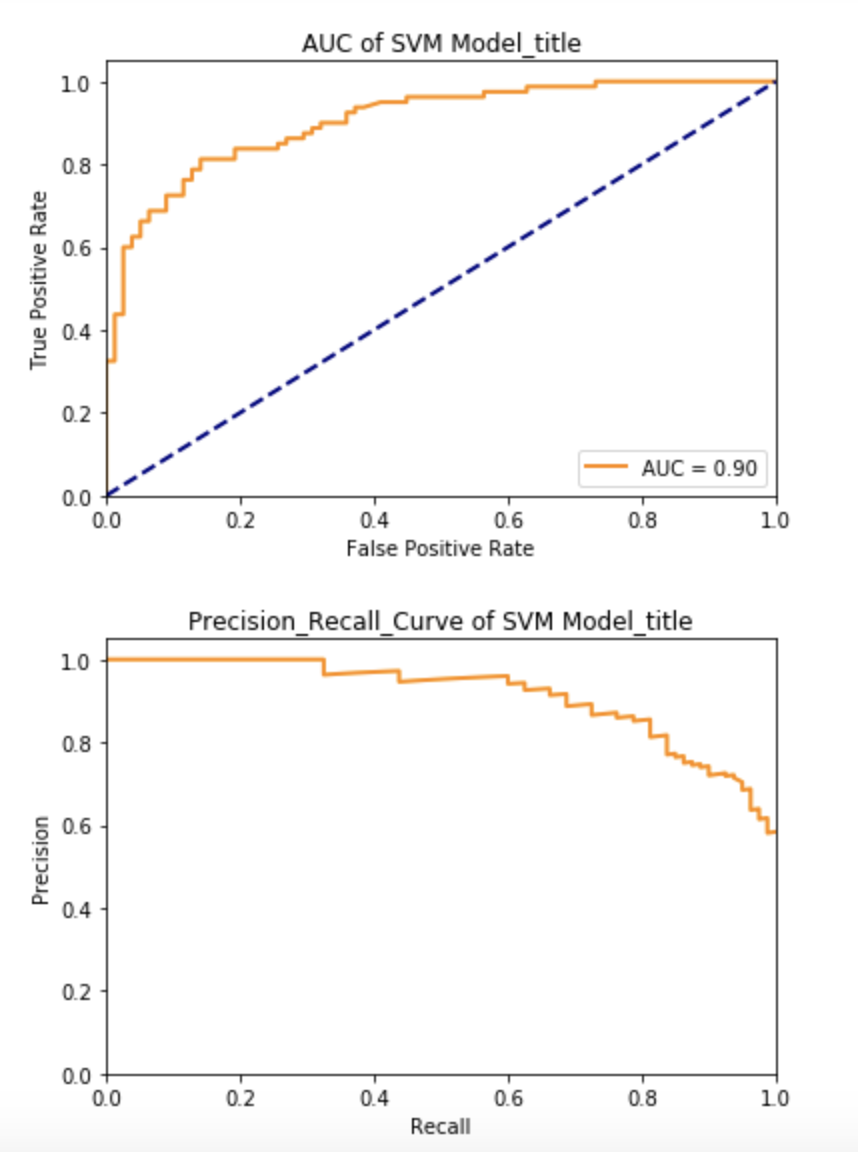 AUC of SVM Model_title
1.0
0.8
0.6
0.4
0.2
0.0
True Positive Rate
AUC = 0.90
0.0 0.2 0.4 0.6 0.8 1.0
False Positive Rate
Precision_Recall_Curve of SVM Model_title
1.0
0.8
0.6
0.4
0.2
0.0
Precision
0.0 0.2 0.4 0.6 0.8 1.0
Recall